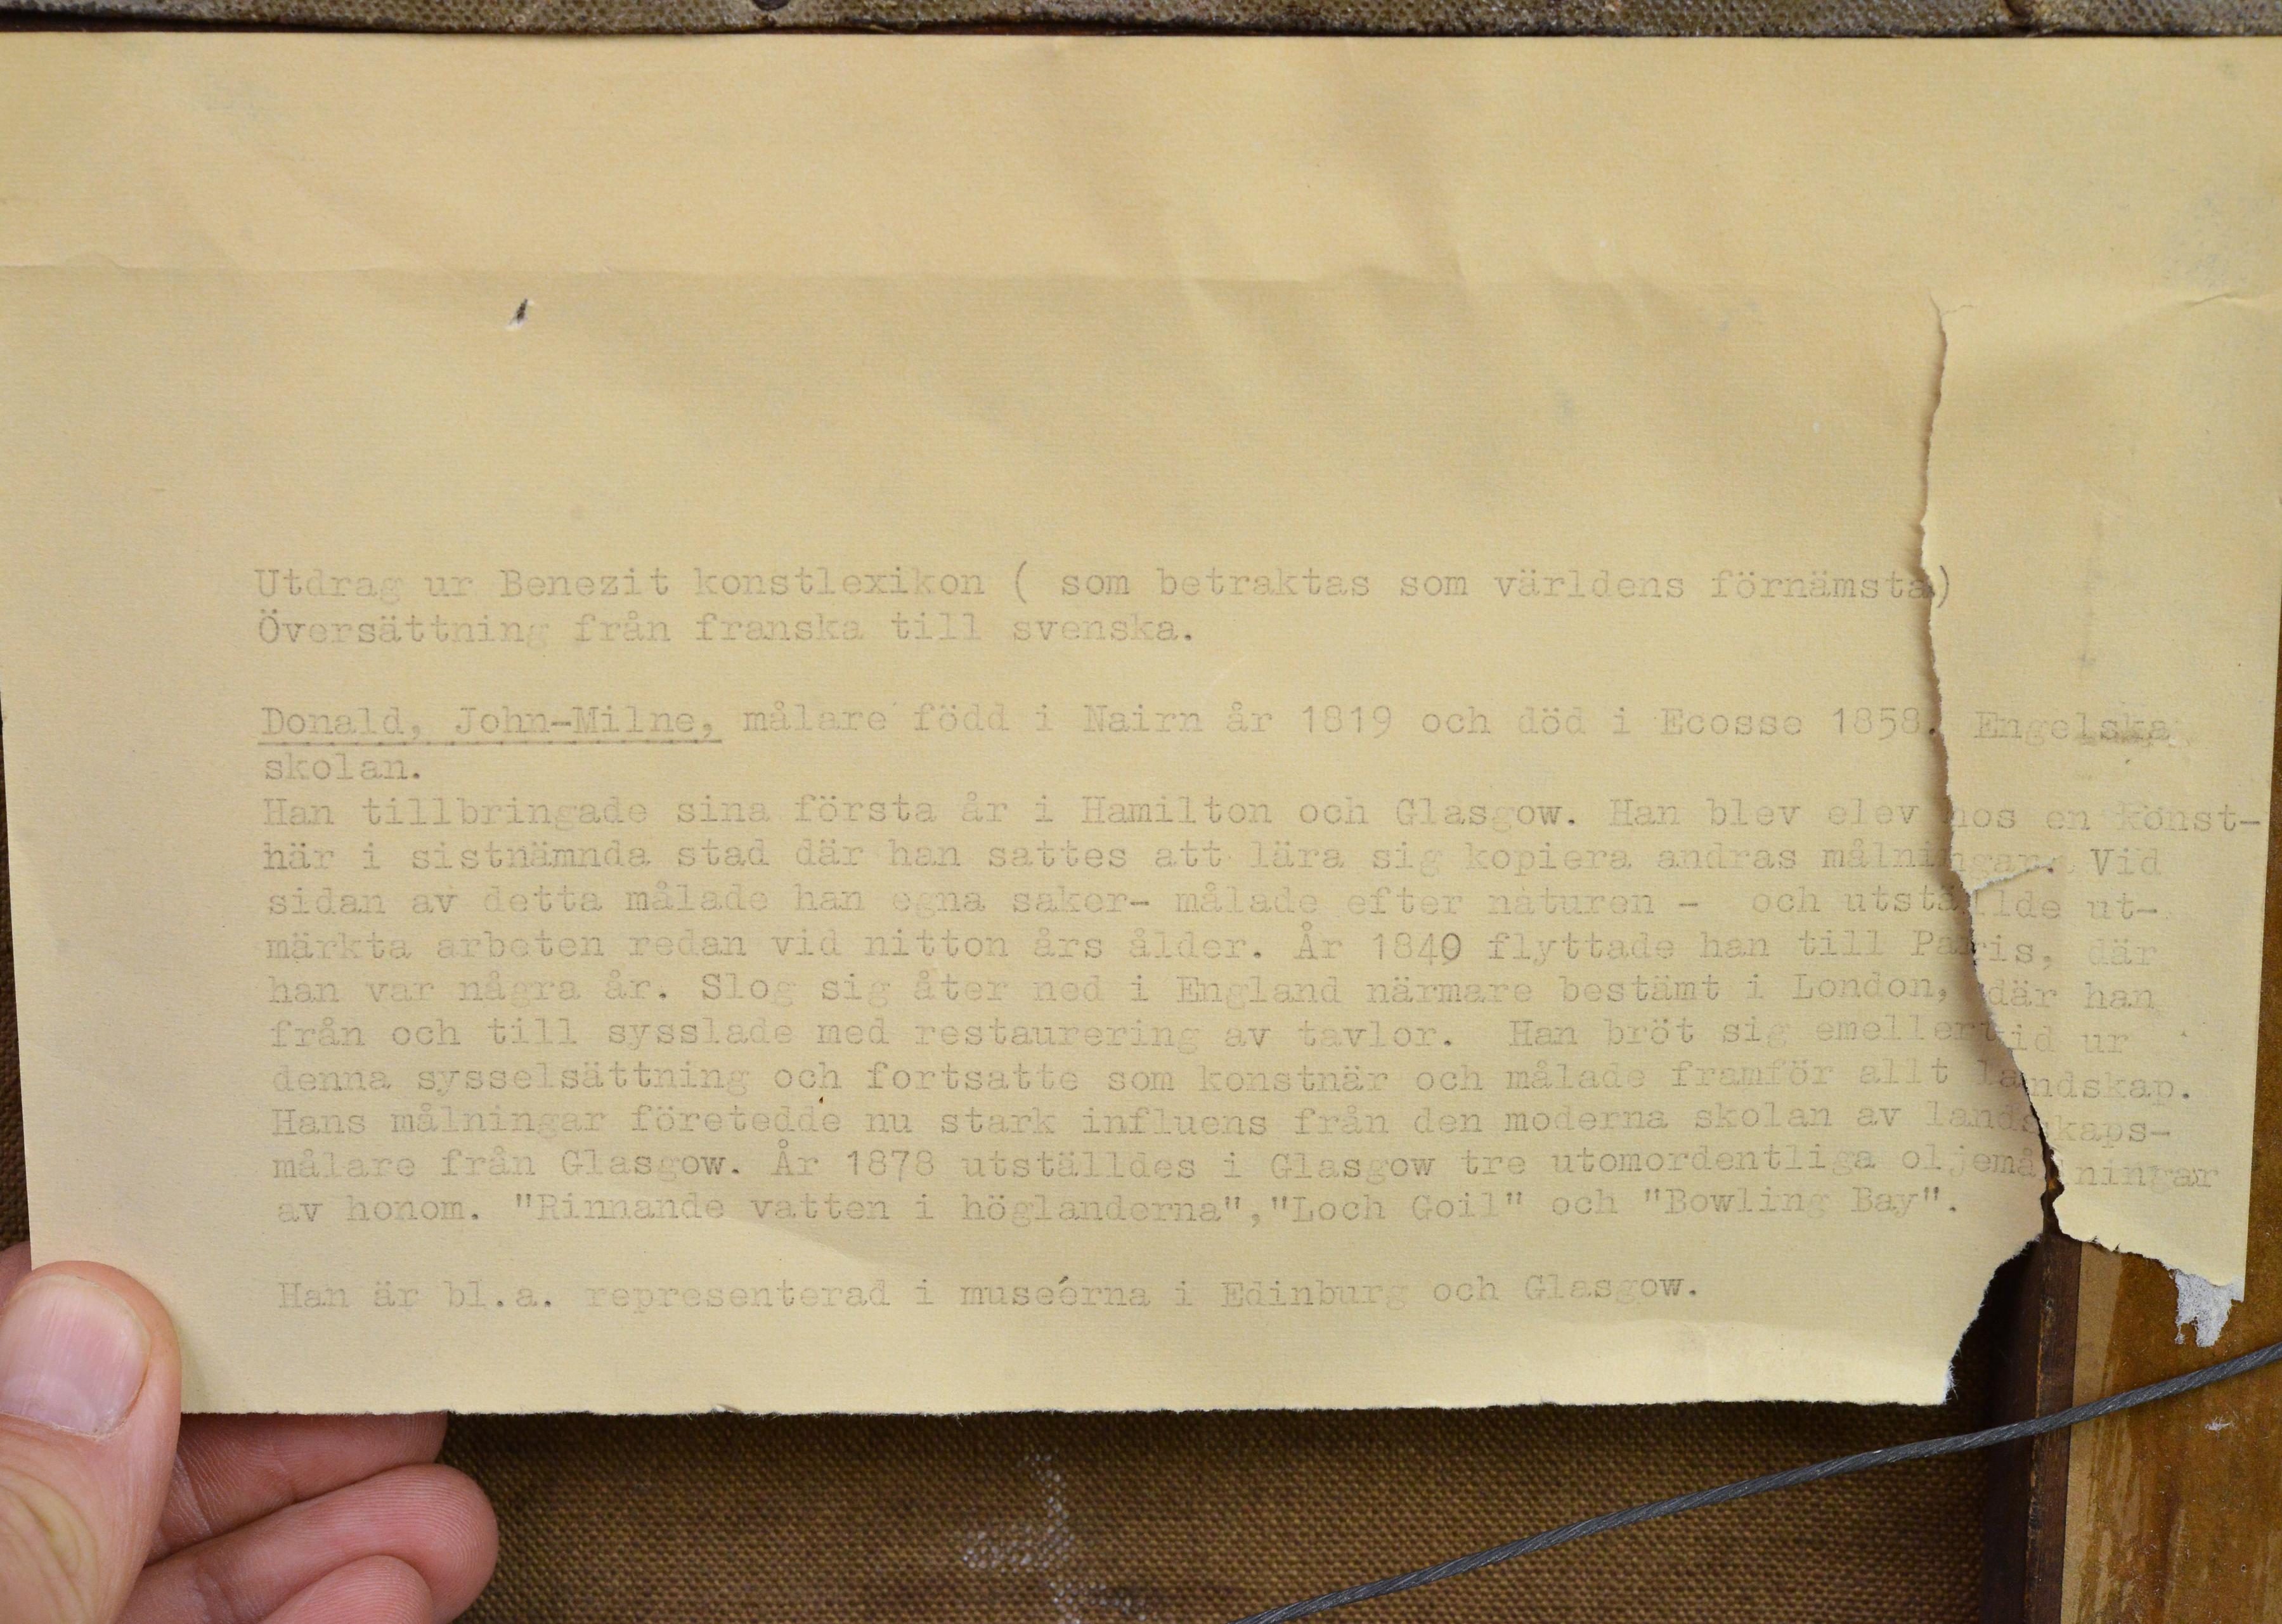 Utdrag ur Benezit konstlexikon ( som betraktas som världens förnämsta)
Översättning från franska till svenska.
Donald, John-Milne, målare född i Nairn år 1819 och död i Ecosse 1858. Engelska
skolan.
Han tillbringade sina första år i Hamilton och Glasgow. Han blev elev hos en konst-
när i sistnämnda stad där han sattes att lära sig kopiera andras målningar. Vid
sidan av detta målade han egna saker- målade efter naturen - och utställde ut-
märkta arbeten redan vid nitton års ålder. År 1840 flyttade han till Paris, där
han var några år. Slog sig åter ned i England närmare bestämt i London, där han
från och till sysslade med restaurering av tavlor. Han bröt sig emellertid ur
denna sysselsättning och fortsatte som konstnär och målade framför allt landskap.
Hans målningar företedde nu stark influens från den moderna skolan av landskaps-
målare från Glasgow. År 1878 utställdes i Glasgow tre utomordentliga oljemålningar
av honom. "Rinnande vatten i högländerna","Loch Goil" och "Bowling Bay".
Han är bl.a. representerad i museérna i Edinburg och Glasgow.